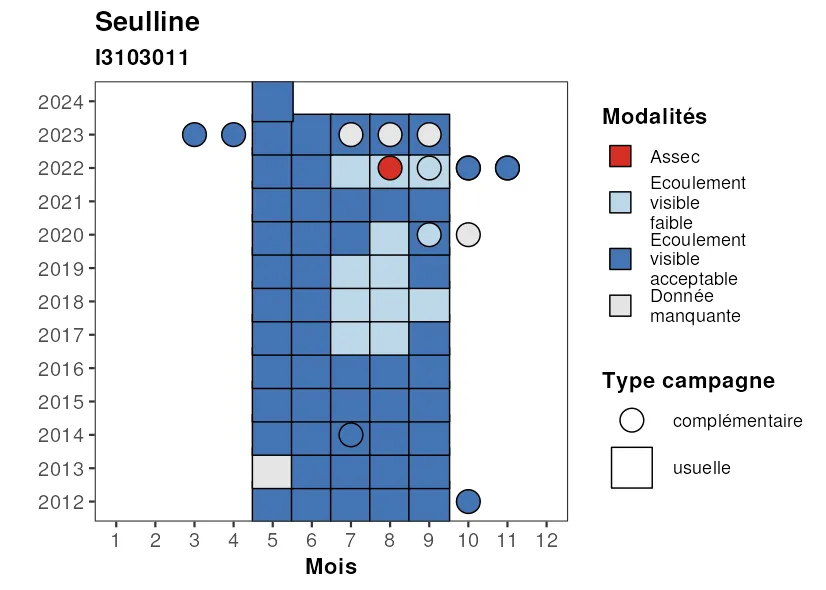 Seulline
I3103011
2024
2023
2022
2021
2020
2019
2018
2017
2016
2015
2014
2013
2012
1 2 3 4 5 6 7 8 9 10 11 12
Mois
Modalités
Assec
Ecoulement
visible
faible
Ecoulement
visible
acceptable
Donnée
manquante
Type campagne
complémentaire
usuelle